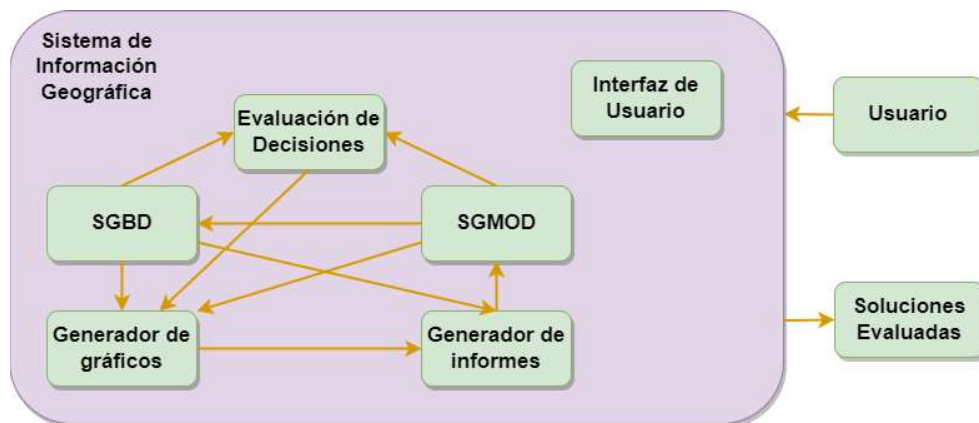 Sistema de
Información
Geográfica
Interfaz de
Usuario
Usuario
Evaluación de
Decisiones
SGBD
SGMOD
Soluciones
Evaluadas
Generador de
gráficos
Generador de
informes